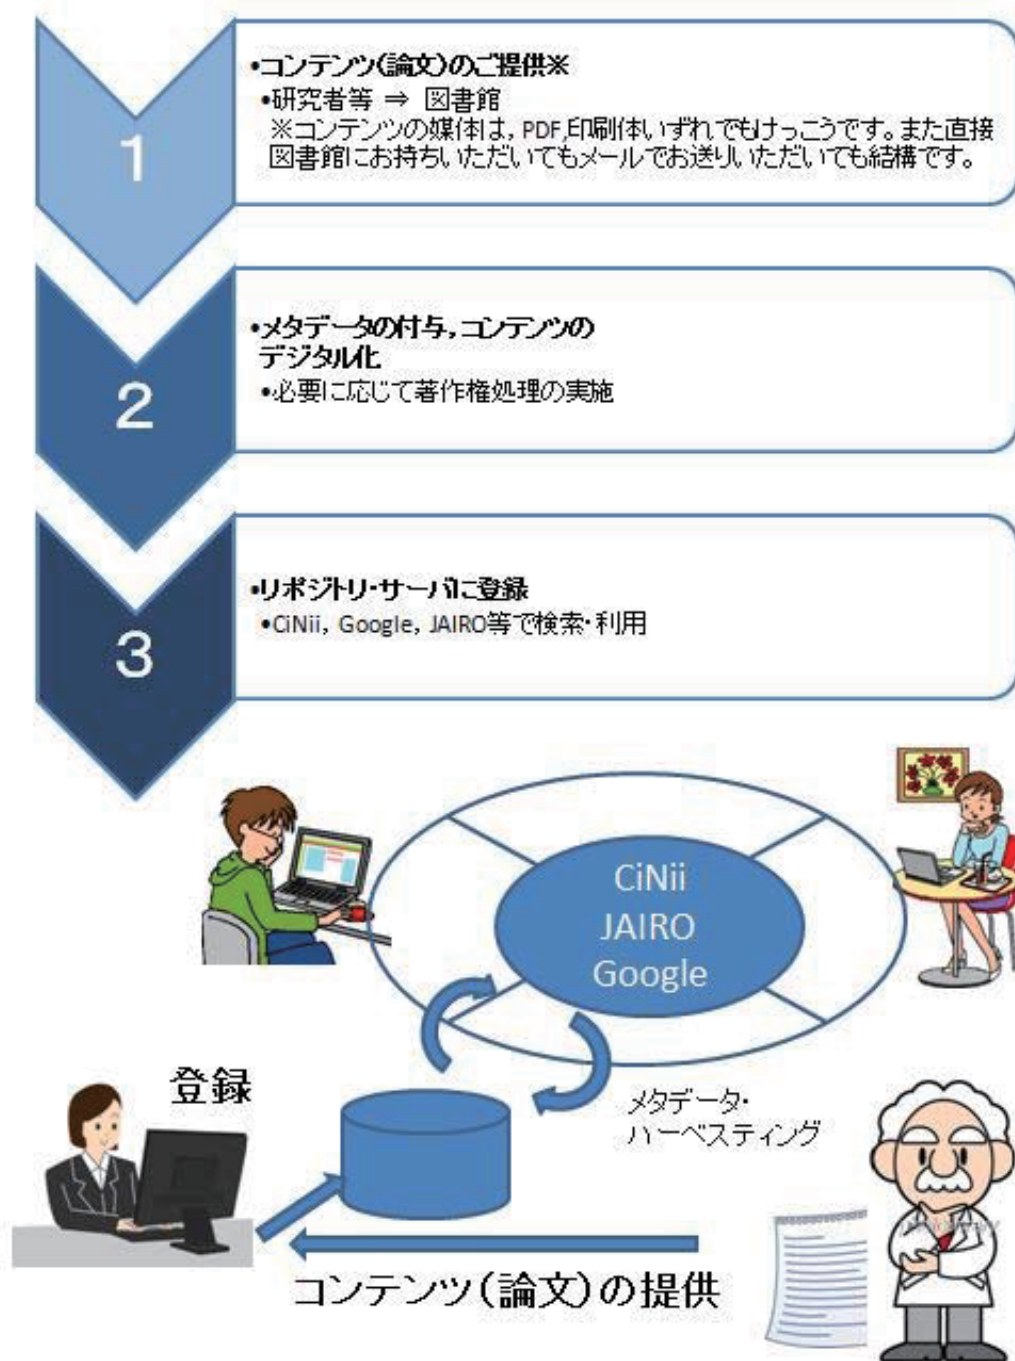 1
•コンテンツ(論文)のご提供※
•研究者等 ⇒ 図書館
※コンテンツの媒体は, PDF,印刷体いずれでもけっこうです。また直接
図書館にお持ちいただいてもメールでお送りいただいても結構です。
2
•メタデータの付与,コンテンツの
デジタル化
•必要に応じて著作権処理の実施
3
•リポジトリ・サーバに登録
•CiNii, Google, JAIRO等で検索・利用
CiNii
JAIRO
Google
登録
メタデータ・
ハーベスティング
コンテンツ(論文)の提供